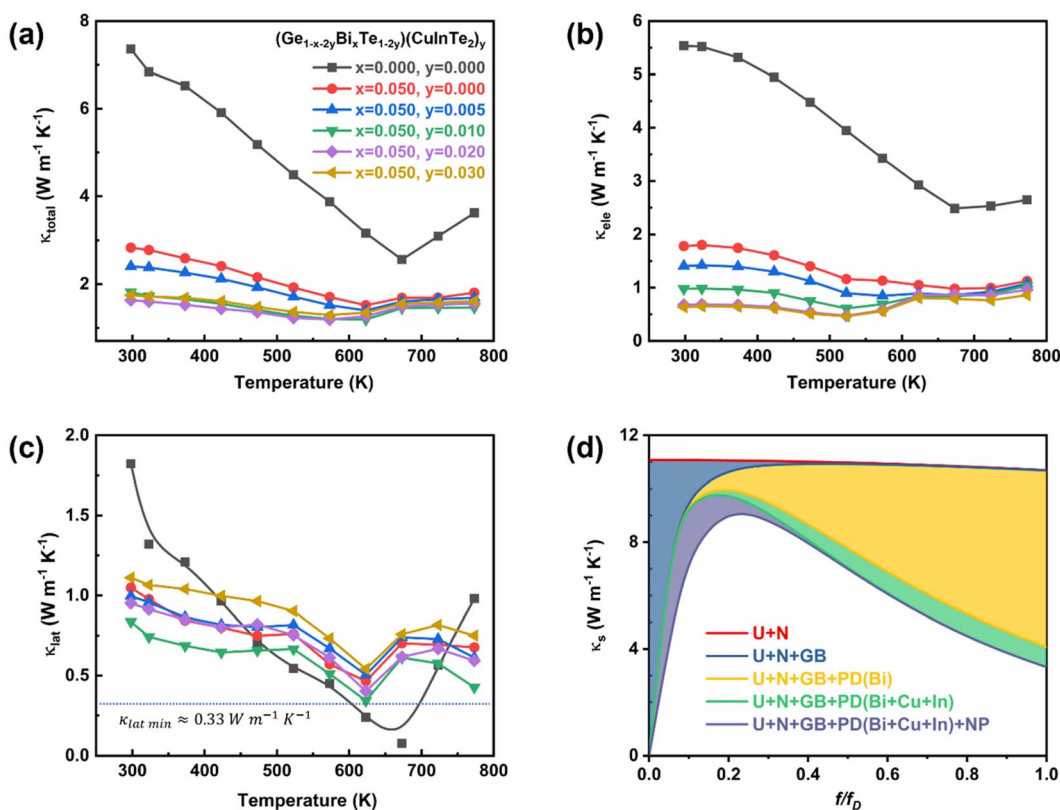 (a)
(Ge1-x-2yBixTe1-2y)(CuInTe2)y
x=0.000, y=0.000
x=0.050, y=0.000
x=0.050, y=0.005
x=0.050, y=0.010
x=0.050, y=0.020
x=0.050, y=0.030
κtotal (W m⁻¹ K⁻¹)
8
6
4
2
300 400 500 600 700 800
Temperature (K)
(b)
κele (W m⁻¹ K⁻¹)
6
5
4
3
2
1
0
300 400 500 600 700 800
Temperature (K)
(c)
κlat (W m⁻¹ K⁻¹)
2.0
1.5
1.0
0.5
0.0
κlat min ≈ 0.33 W m⁻¹ K⁻¹
300 400 500 600 700 800
Temperature (K)
(d)
κs (W m⁻¹ K⁻¹)
12
8
4
0
U+N
U+N+GB
U+N+GB+PD(Bi)
U+N+GB+PD(Bi+Cu+In)
U+N+GB+PD(Bi+Cu+In)+NP
0.0 0.2 0.4 0.6 0.8 1.0
f/fD